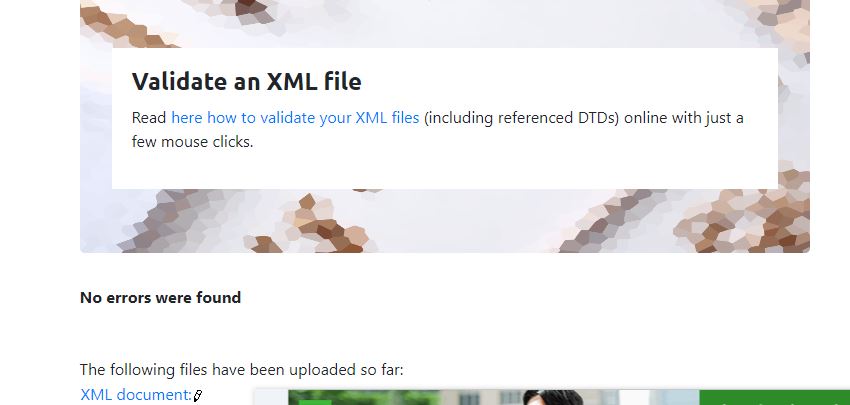 Validate an XML file
Read here how to validate your XML files (including referenced DTDs) online with just a
few mouse clicks.
No errors were found
The following files have been uploaded so far:
XML document: